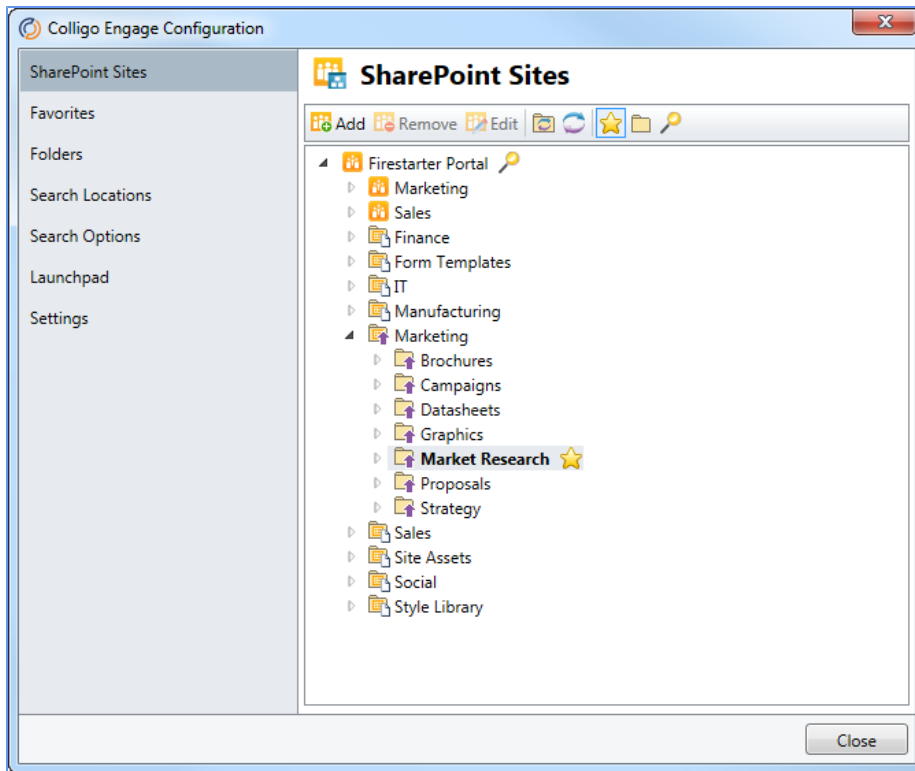 Colligo Engage Configuration
SharePoint Sites
Favorites
Folders
Search Locations
Search Options
Launchpad
Settings
SharePoint Sites
Add Remove Edit
Firestarter Portal
Marketing
Sales
Finance
Form Templates
IT
Manufacturing
Marketing
Brochures
Campaigns
Datasheets
Graphics
Market Research
Proposals
Strategy
Sales
Site Assets
Social
Style Library
Close